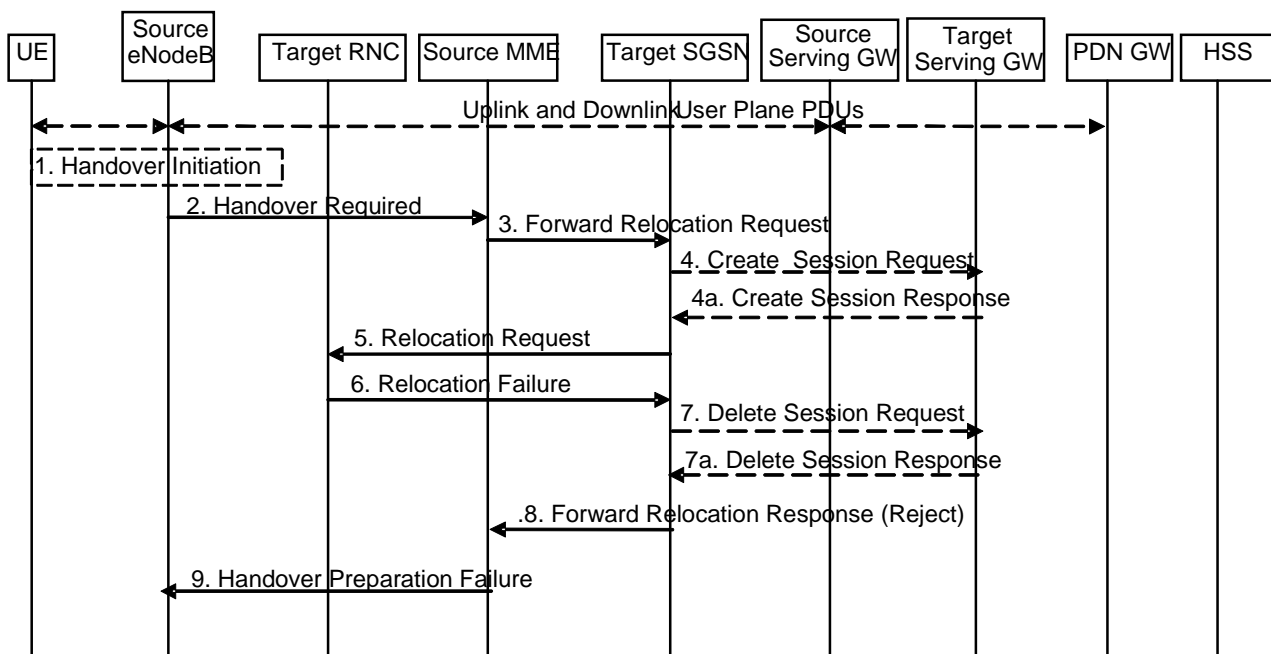 UE
Source
eNodeB
Target RNC
Source MME
Target SGSN
Source
Serving GW
Target
Serving GW
PDN GW
HSS
Uplink and Downlink User Plane PDUs
1. Handover Initiation
2. Handover Required
3. Forward Relocation Request
4. Create Session Request
4a. Create Session Response
5. Relocation Request
6. Relocation Failure
7. Delete Session Request
7a. Delete Session Response
.8. Forward Relocation Response (Reject)
9. Handover Preparation Failure